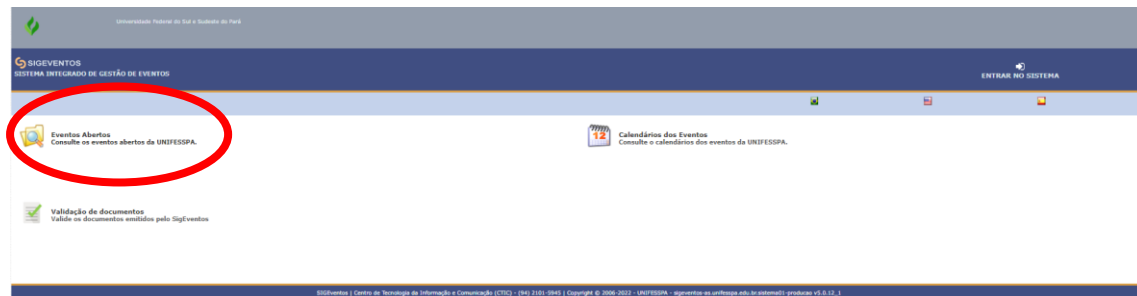 Universidade Federal do Sul e Sudeste do Pará
SIGEVENTOS
SISTEMA INTEGRADO DE GESTÃO DE EVENTOS
ENTRAR NO SISTEMA
Eventos Abertos
Consulte os eventos abertos da UNIFESSPA.
12
Calendários dos Eventos
Consulte o calendários dos eventos da UNIFESSPA.
Validação de documentos
Valide os documentos emitidos pelo SigEventos
SIGEventos | Centro de Tecnologia da Informação e Comunicação (CTIC) - (94) 2101-5945 | Copyright © 2006-2022 - UNIFESSPA - sigeventos-as.unifesspa.edu.br.sistema01-producao v5.0.12_1